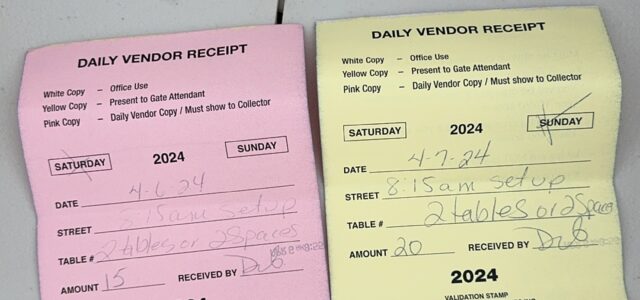 DAILY VENDOR RECEIPT
White Copy – Office Use
Yellow Copy – Present to Gate Attendant
Pink Copy – Daily Vendor Copy / Must show to Collector
SATURDAY 2024 SUNDAY
DATE 4-6-24
STREET 8:15am setup
TABLE # 2 tables or 2 Spaces
AMOUNT 15 RECEIVED BY Dub
DAILY VENDOR RECEIPT
White Copy – Office Use
Yellow Copy – Present to Gate Attendant
Pink Copy – Daily Vendor Copy / Must show to Collector
SATURDAY 2024 SUNDAY
DATE 4-7-24
STREET 8:15am setup
TABLE # 2 tables or 2 Spaces
AMOUNT 20 RECEIVED BY Dub
2024
VALIDATION STAMP